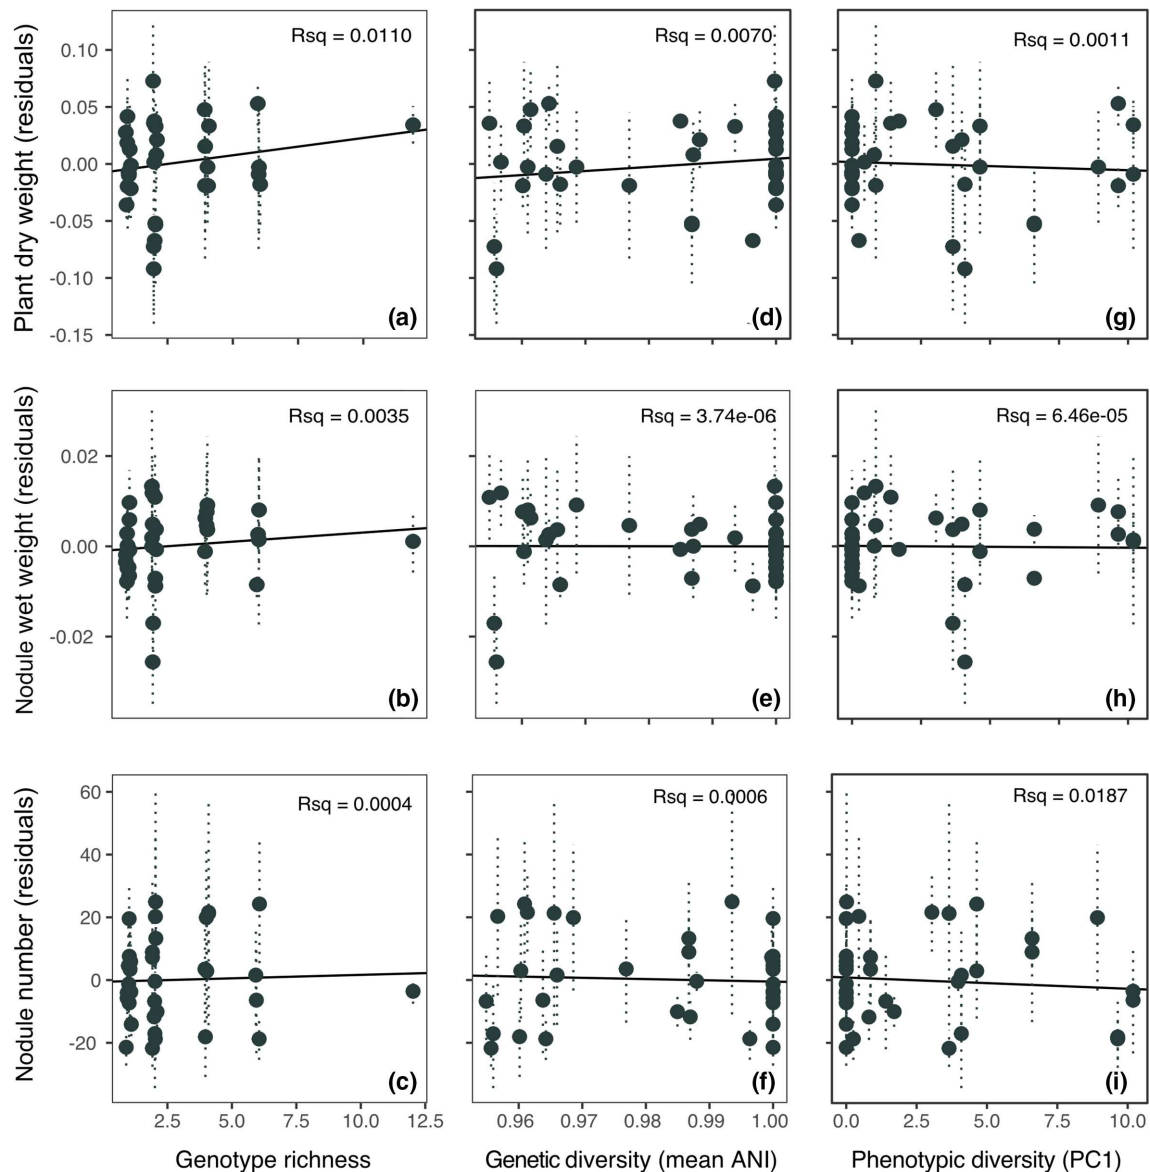 Plant dry weight (residuals)
0.10
0.05
0.00
-0.05
-0.10
-0.15
Rsq = 0.0110
(a)
Rsq = 0.0070
(d)
Rsq = 0.0011
(g)
Nodule wet weight (residuals)
0.02
0.00
-0.02
Rsq = 0.0035
(b)
Rsq = 3.74e-06
(e)
Rsq = 6.46e-05
(h)
Nodule number (residuals)
60
40
20
0
-20
Rsq = 0.0004
(c)
Rsq = 0.0006
(f)
Rsq = 0.0187
(i)
2.5 5.0 7.5 10.0 12.5
0.96 0.97 0.98 0.99 1.00
0.0 2.5 5.0 7.5 10.0
Genotype richness
Genetic diversity (mean ANI)
Phenotypic diversity (PC1)